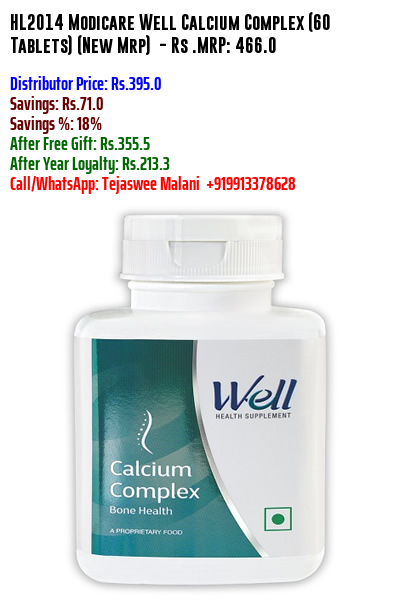 HL2014 Modicare Well Calcium Complex (60
Tablets) (New Mrp) - Rs .MRP: 466.0
Distributor Price: Rs.395.0
Savings: Rs.71.0
Savings %: 18%
After Free Gift: Rs.355.5
After Year Loyalty: Rs.213.3
Call/WhatsApp: Tejaswee Malani +919913378628
Well
HEALTH SUPPLEMENT
Calcium
Complex
Bone Health
A PROPRIETARY FOOD